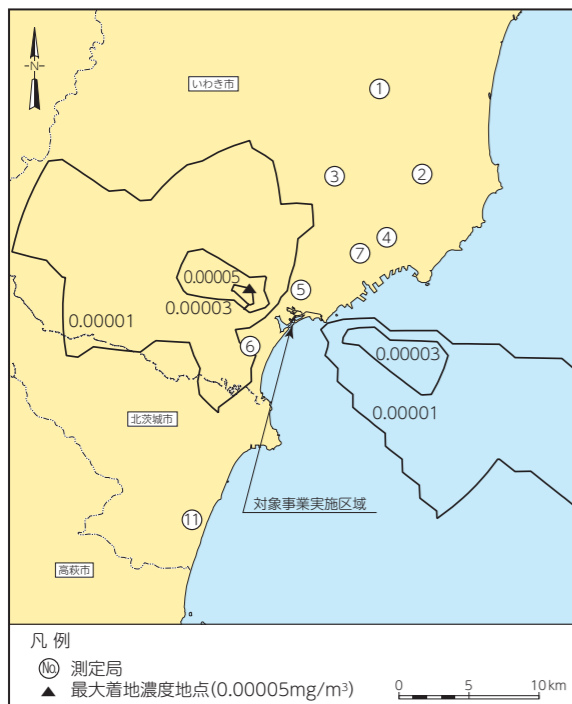 N
いわき市
①
③
②
④
⑦
0.00005
⑤
0.00003
0.00001
⑥
0.00003
0.00001
北茨城市
対象事業実施区域
⑪
高萩市
凡例
No. 測定局
▲ 最大着地濃度地点(0.00005mg/m³)
0 5 10km